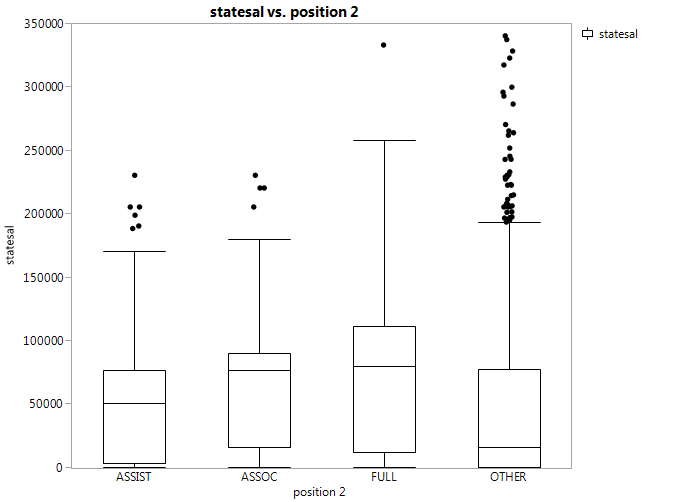 statesal vs. position 2
350000
300000
250000
200000
150000
100000
50000
0
statesal
ASSIST ASSOC FULL OTHER
position 2
statesal